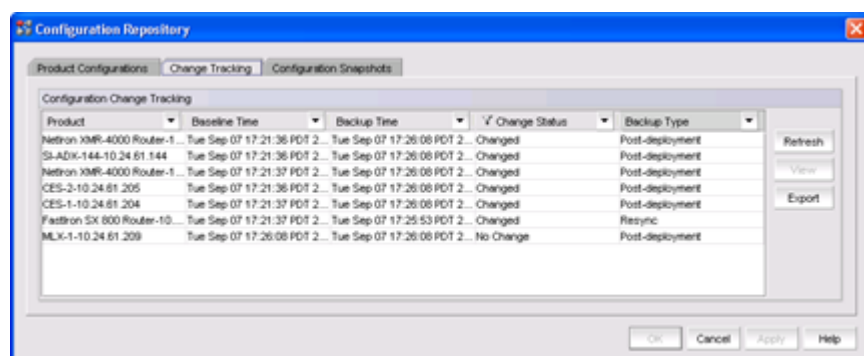 Configuration Repository
Product Configurations Change Tracking Configuration Snapshots
Configuration Change Tracking
Product Baseline Time Backup Time Change Status Backup Type
NetIron XMR-4000 Router-1... Tue Sep 07 17:21:36 PDT 2... Tue Sep 07 17:26:08 PDT 2... Changed Post-deployment
SI-ADX-144-10.24.61.144 Tue Sep 07 17:21:36 PDT 2... Tue Sep 07 17:26:08 PDT 2... Changed Post-deployment
NetIron XMR-4000 Router-1... Tue Sep 07 17:21:37 PDT 2... Tue Sep 07 17:26:08 PDT 2... Changed Post-deployment
CES-2-10.24.61.205 Tue Sep 07 17:21:36 PDT 2... Tue Sep 07 17:26:08 PDT 2... Changed Post-deployment
CES-1-10.24.61.204 Tue Sep 07 17:21:37 PDT 2... Tue Sep 07 17:26:08 PDT 2... Changed Post-deployment
FastIron SX 800 Router-10.... Tue Sep 07 17:21:37 PDT 2... Tue Sep 07 17:25:53 PDT 2... Changed Resync
MLX-1-10.24.61.209 Tue Sep 07 17:26:08 PDT 2... Tue Sep 07 17:26:08 PDT 2... No Change Post-deployment
Refresh
View
Export
OK Cancel Apply Help